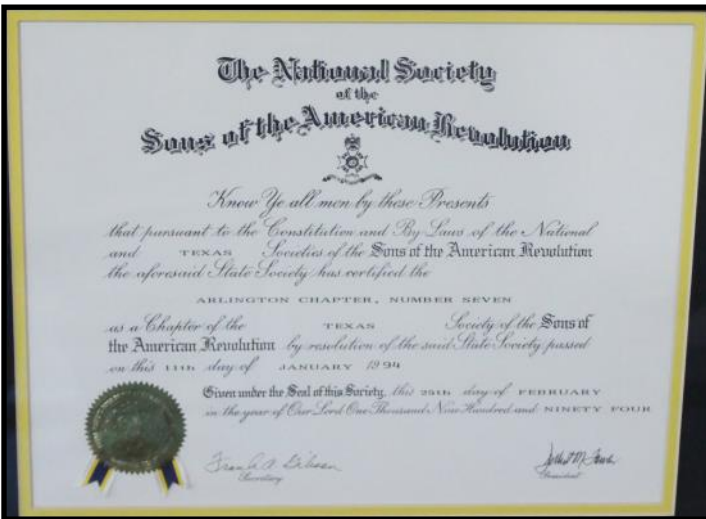 The National Society
of the
Sons of the American Revolution
Know Ye all men by these Presents
that pursuant to the Constitution and By-Laws of the National
and TEXAS Societies of the Sons of the American Revolution
the aforesaid State Society has certified the
ARLINGTON CHAPTER, NUMBER SEVEN
as a Chapter of the TEXAS Society of the Sons of
the American Revolution by resolution of the said State Society passed
on this 11th day of JANUARY 1994
Given under the Seal of this Society, this 25th day of FEBRUARY
in the year of Our Lord One Thousand Nine Hundred and NINETY FOUR
Secretary
President